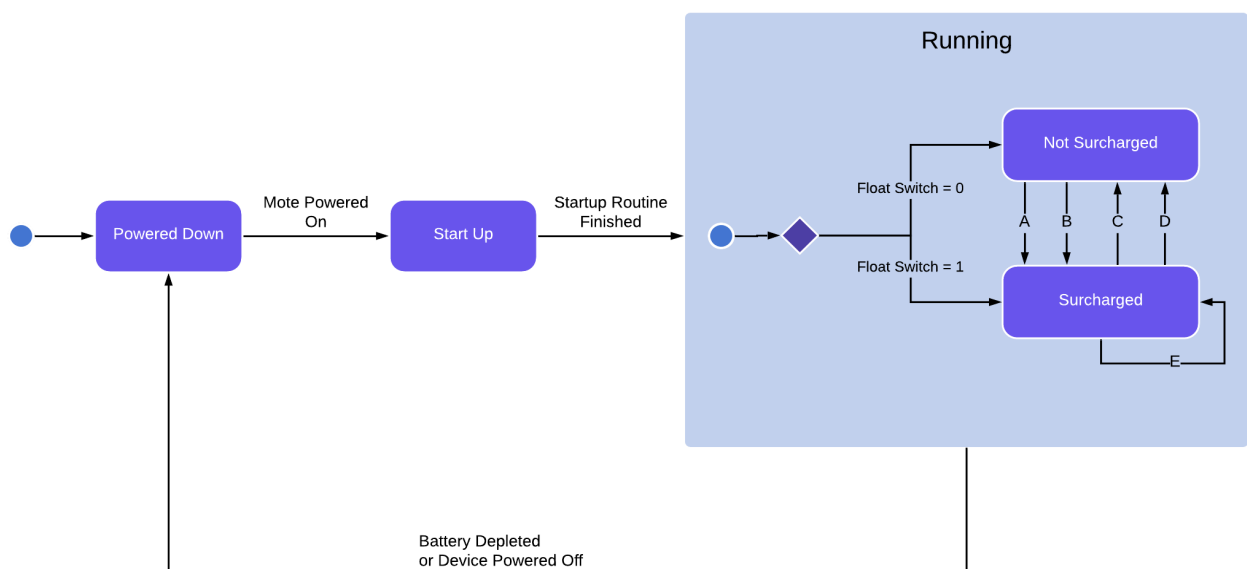 Running
Not Surcharged
Float Switch = 0
Mote Powered
On
Startup Routine
Finished
A
B
C
D
Powered Down
Start Up
Float Switch = 1
Surcharged
E
Battery Depleted
or Device Powered Off